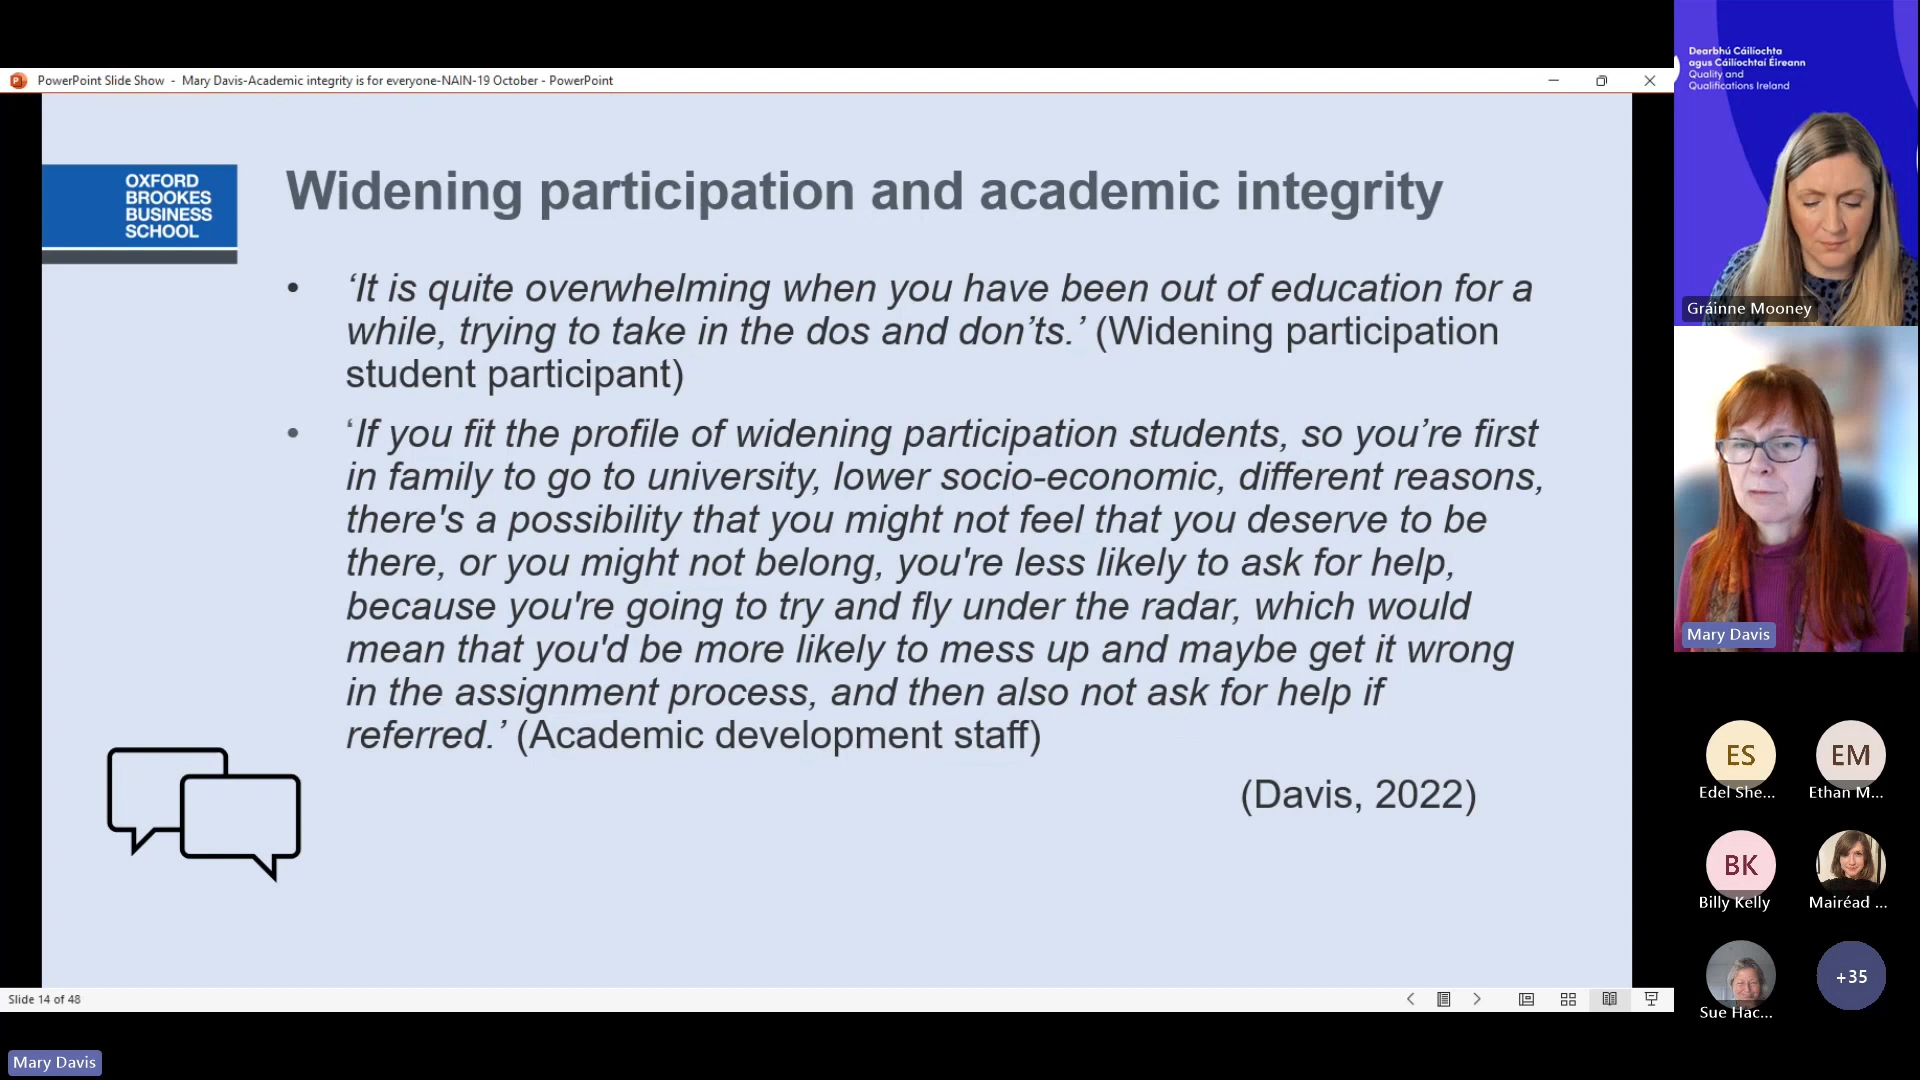 PowerPoint Slide Show - Mary Davis-Academic integrity is for everyone-NAIN-19 October - PowerPoint
OXFORD
BROOKES
BUSINESS
SCHOOL
Widening participation and academic integrity
• ‘It is quite overwhelming when you have been out of education for a
while, trying to take in the dos and don’ts.’ (Widening participation
student participant)
• ‘If you fit the profile of widening participation students, so you’re first
in family to go to university, lower socio-economic, different reasons,
there's a possibility that you might not feel that you deserve to be
there, or you might not belong, you're less likely to ask for help,
because you're going to try and fly under the radar, which would
mean that you'd be more likely to mess up and maybe get it wrong
in the assignment process, and then also not ask for help if
referred.’ (Academic development staff)
(Davis, 2022)
Slide 14 of 48
Mary Davis
Dearbhú Cáilíochta
agus Cáilíochtaí Éireann
Quality and
Qualifications Ireland
Gráinne Mooney
Mary Davis
ES
Edel She...
EM
Ethan M...
BK
Billy Kelly
Mairéad ...
Sue Hac...
+35